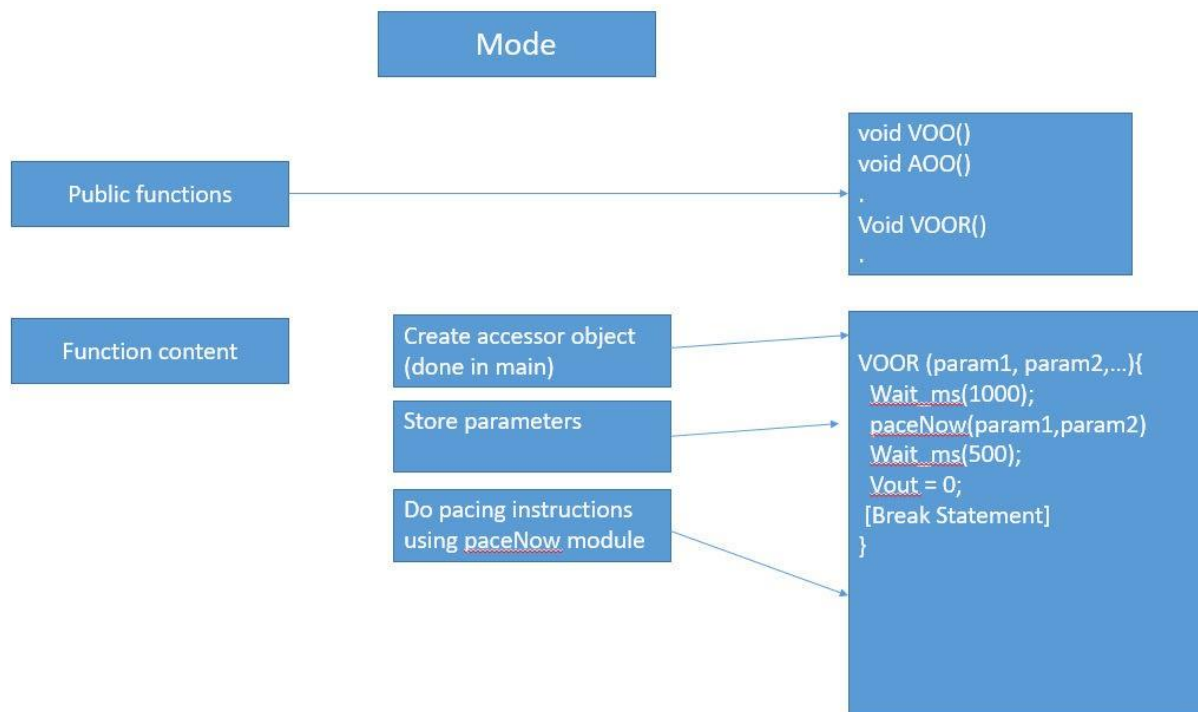 Mode
Public functions
void VOO()
void AOO()
.
Void VOOR()
.
Function content
Create accessor object
(done in main)
Store parameters
Do pacing instructions
using paceNow module
VOOR (param1, param2,...){
Wait_ms(1000);
paceNow(param1,param2)
Wait_ms(500);
Vout = 0;
[Break Statement]
}